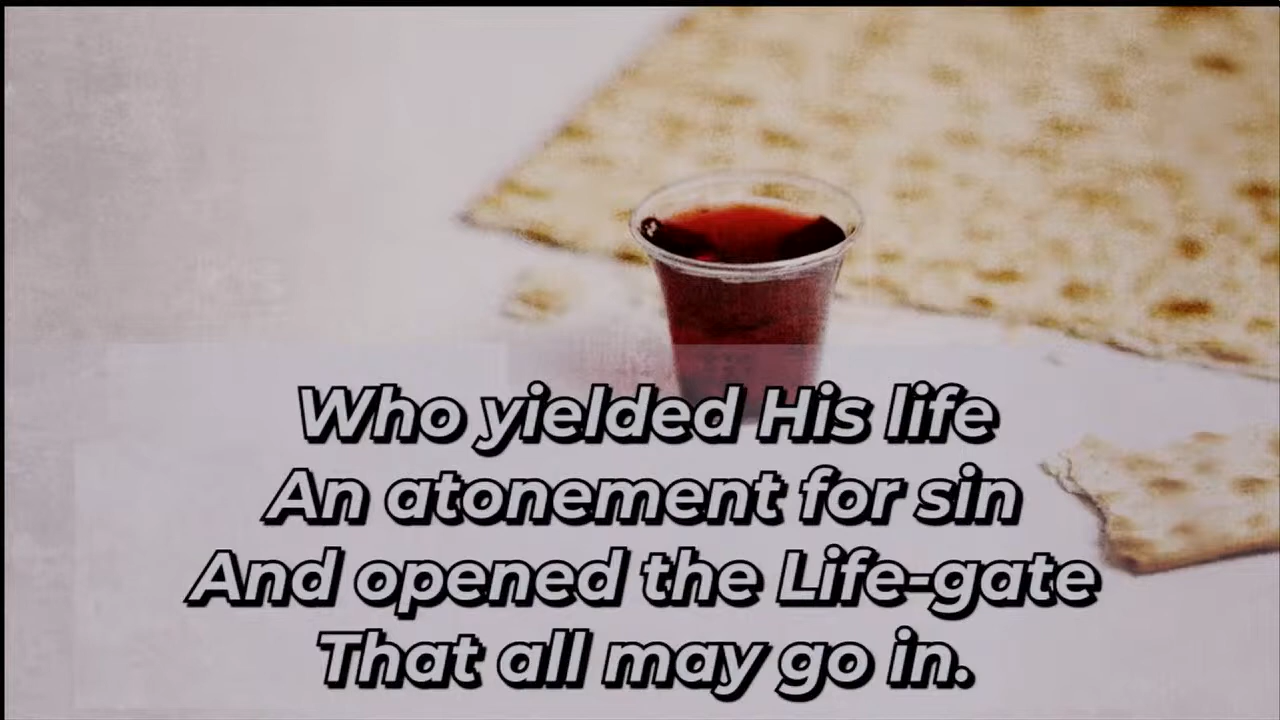 Who yielded His life
An atonement for sin
And opened the Life-gate
That all may go in.